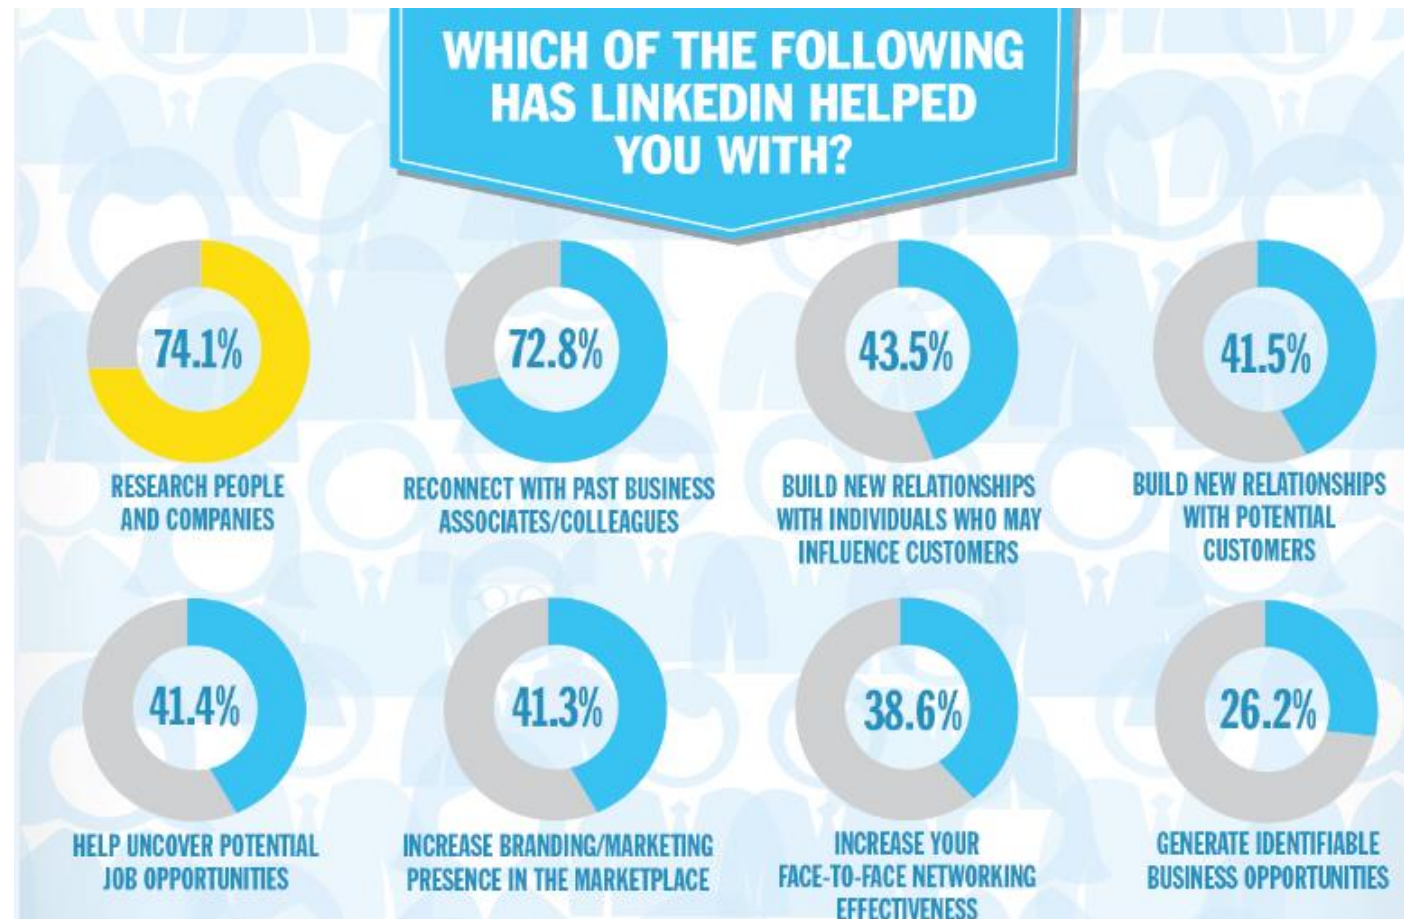 WHICH OF THE FOLLOWING
HAS LINKEDIN HELPED
YOU WITH?
74.1%
RESEARCH PEOPLE
AND COMPANIES
72.8%
RECONNECT WITH PAST BUSINESS
ASSOCIATES/COLLEAGUES
43.5%
BUILD NEW RELATIONSHIPS
WITH INDIVIDUALS WHO MAY
INFLUENCE CUSTOMERS
41.5%
BUILD NEW RELATIONSHIPS
WITH POTENTIAL
CUSTOMERS
41.4%
HELP UNCOVER POTENTIAL
JOB OPPORTUNITIES
41.3%
INCREASE BRANDING/MARKETING
PRESENCE IN THE MARKETPLACE
38.6%
INCREASE YOUR
FACE-TO-FACE NETWORKING
EFFECTIVENESS
26.2%
GENERATE IDENTIFIABLE
BUSINESS OPPORTUNITIES